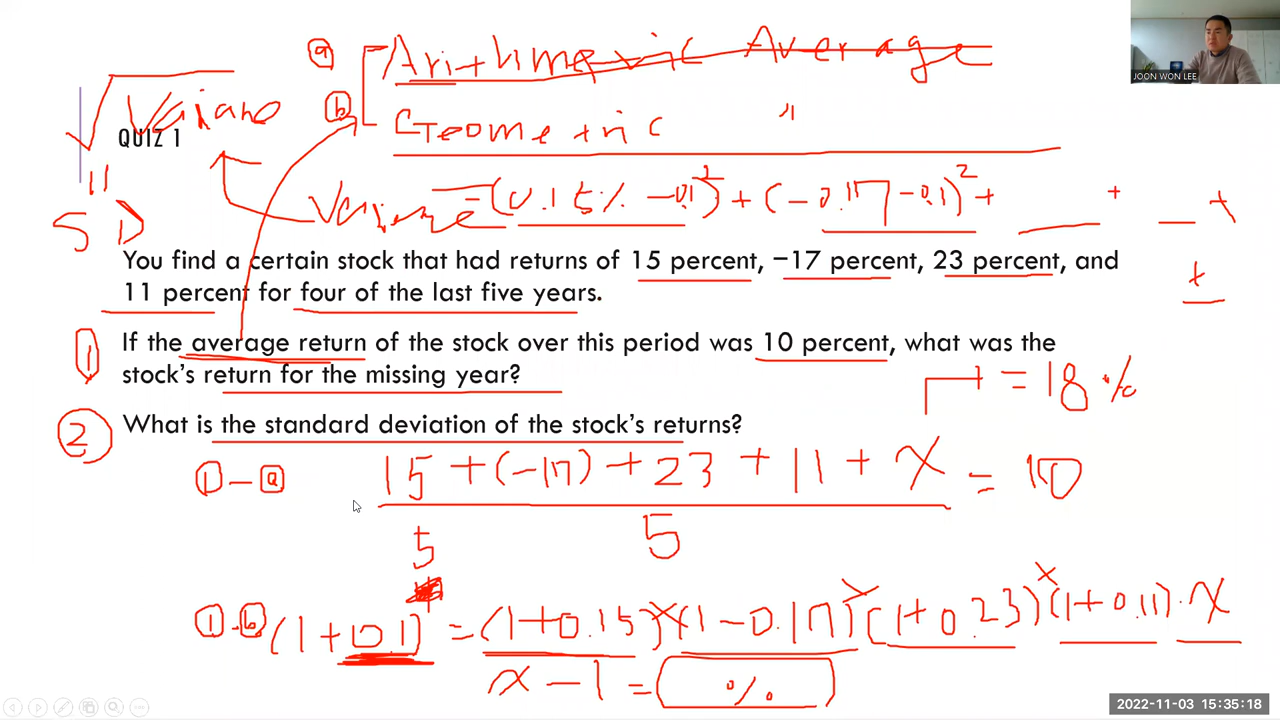 ⓐ Arithmetic Average
ⓑ Geometric "
√
QUIZ 1
= (0.15% - 0.1)² + (-0.17 - 0.1)² + ___ + _ +
"
SD
You find a certain stock that had returns of 15 percent, −17 percent, 23 percent, and
+
11 percent for four of the last five years.
① If the average return of the stock over this period was 10 percent, what was the
stock's return for the missing year?
= 18%
② What is the standard deviation of the stock's returns?
① - ⓐ 15 + (-17) + 23 + 11 + x = 10
5
5
① - ⓑ (1+0.1) = (1+0.15) x (1-0.17) x (1+0.23) x (1+0.11) · x
x - 1 = %
JOON WON LEE
2022-11-03 15:35:18